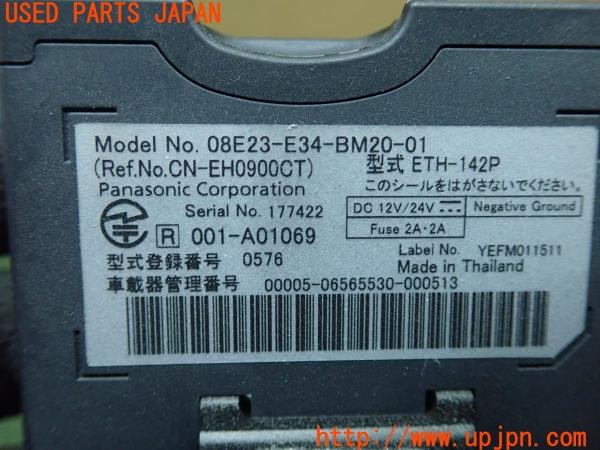 USED PARTS JAPAN
Model No. 08E23-E34-BM20-01
(Ref.No.CN-EH0900CT) 型式 ETH-142P
Panasonic Corporation このシールをはがさないでください。
Serial No. 177422 DC 12V/24V Negative Ground
R 001-A01069 Fuse 2A・2A
Label No. YEFM011511
型式登録番号 0576 Made in Thailand
車載器管理番号 00005-06565530-000513
UPJ
http://www.upjpn.com